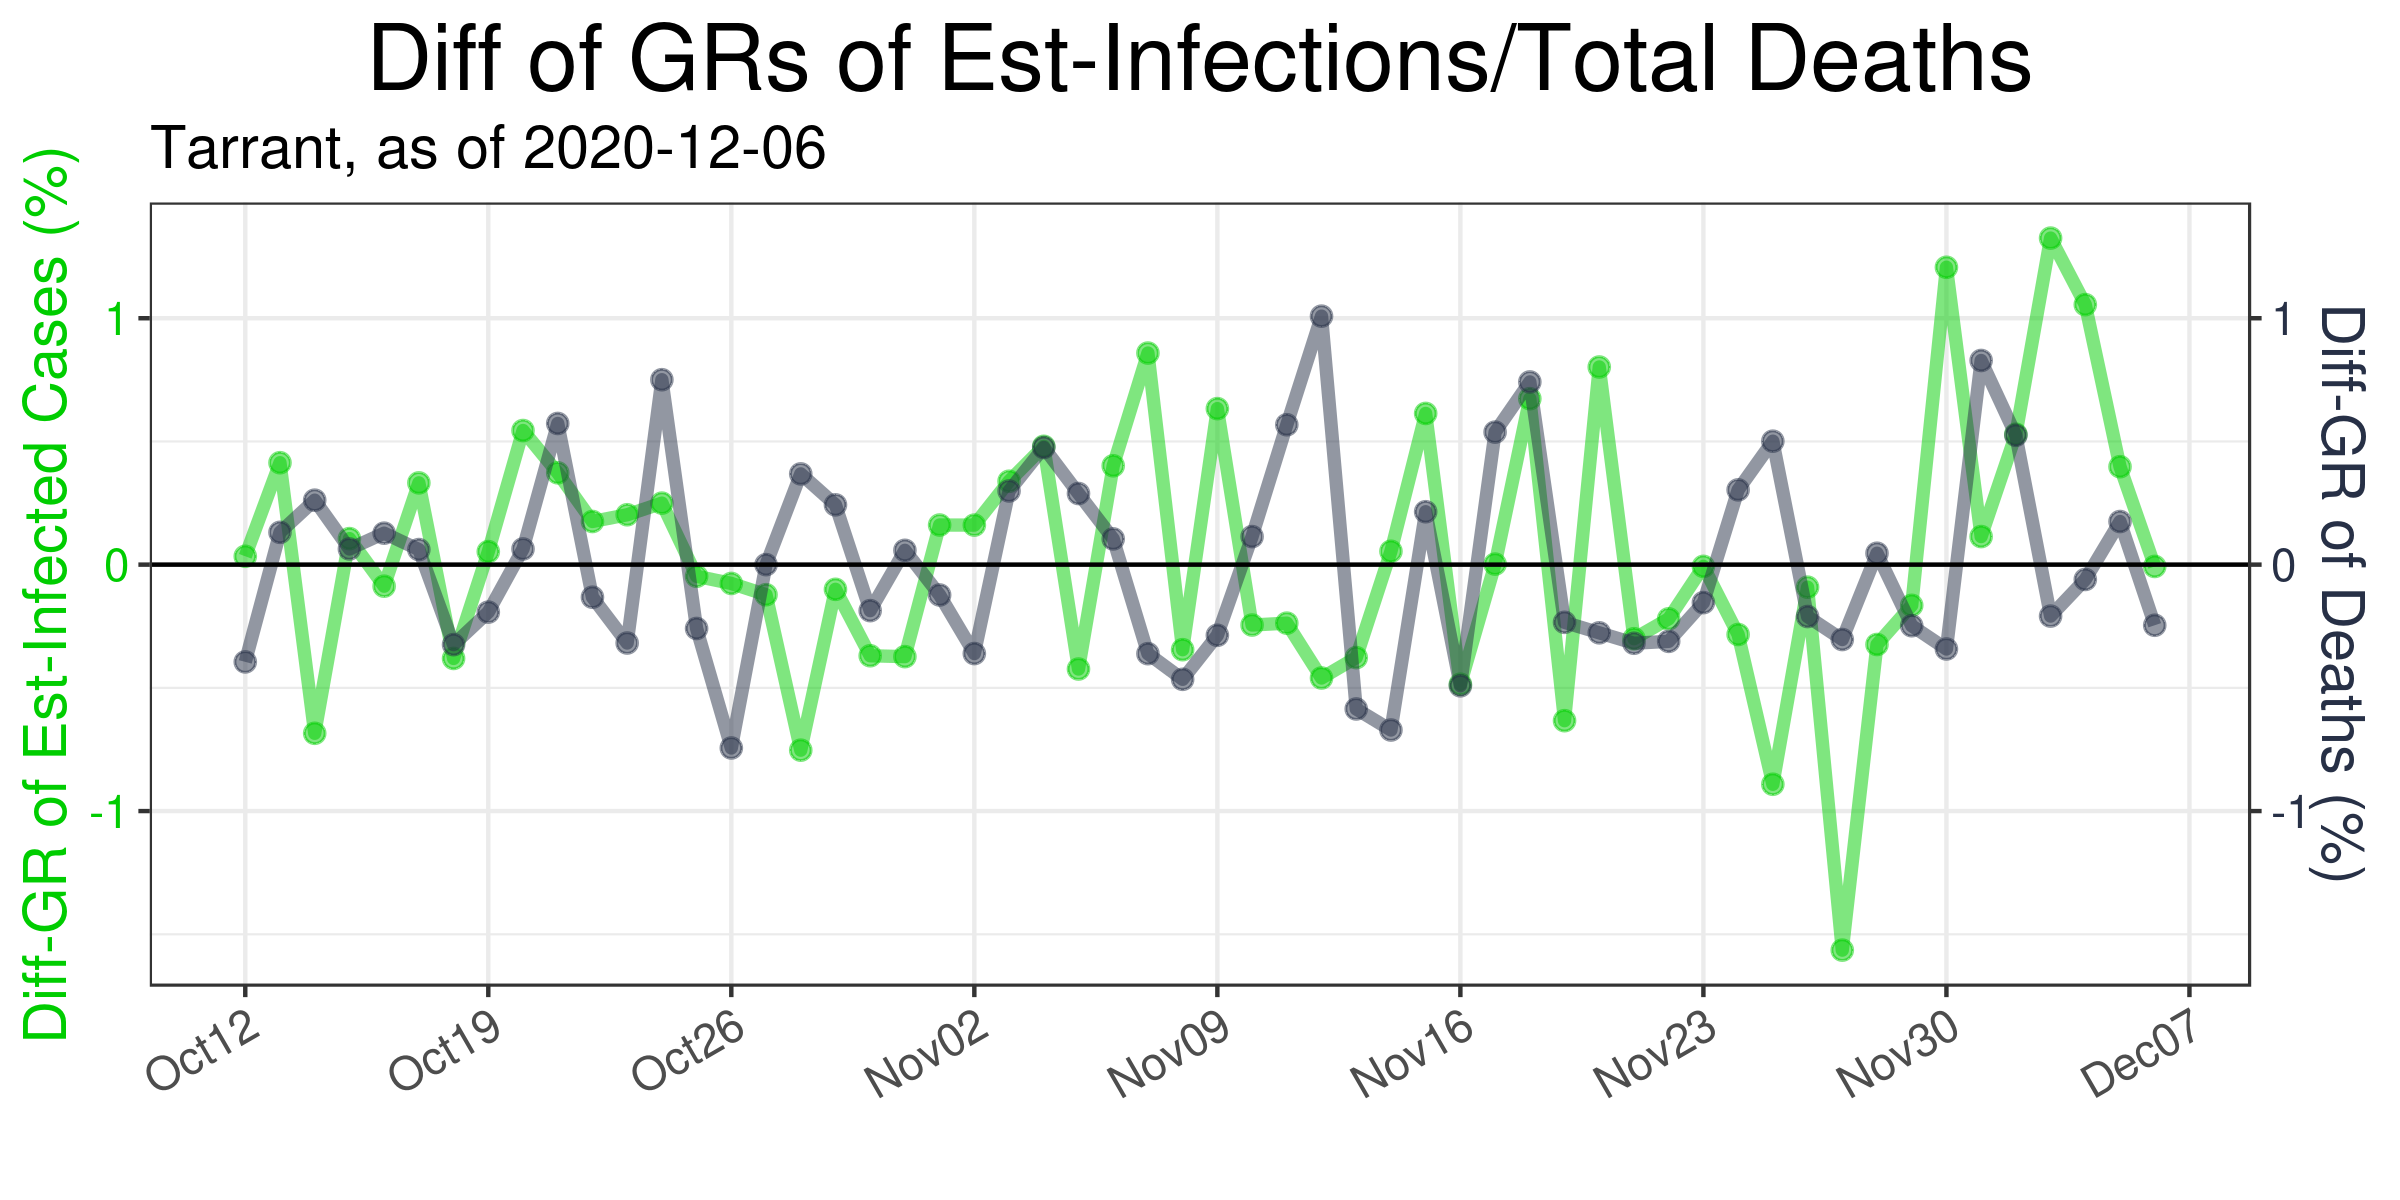 Diff of GRs of Est-Infections/Total Deaths
Tarrant, as of 2020-12-06
Diff-GR of Est-Infected Cases (%)
1
0
-1
1
0
-1
Diff-GR of Deaths (%)
Oct12
Oct19
Oct26
Nov02
Nov09
Nov16
Nov23
Nov30
Dec07